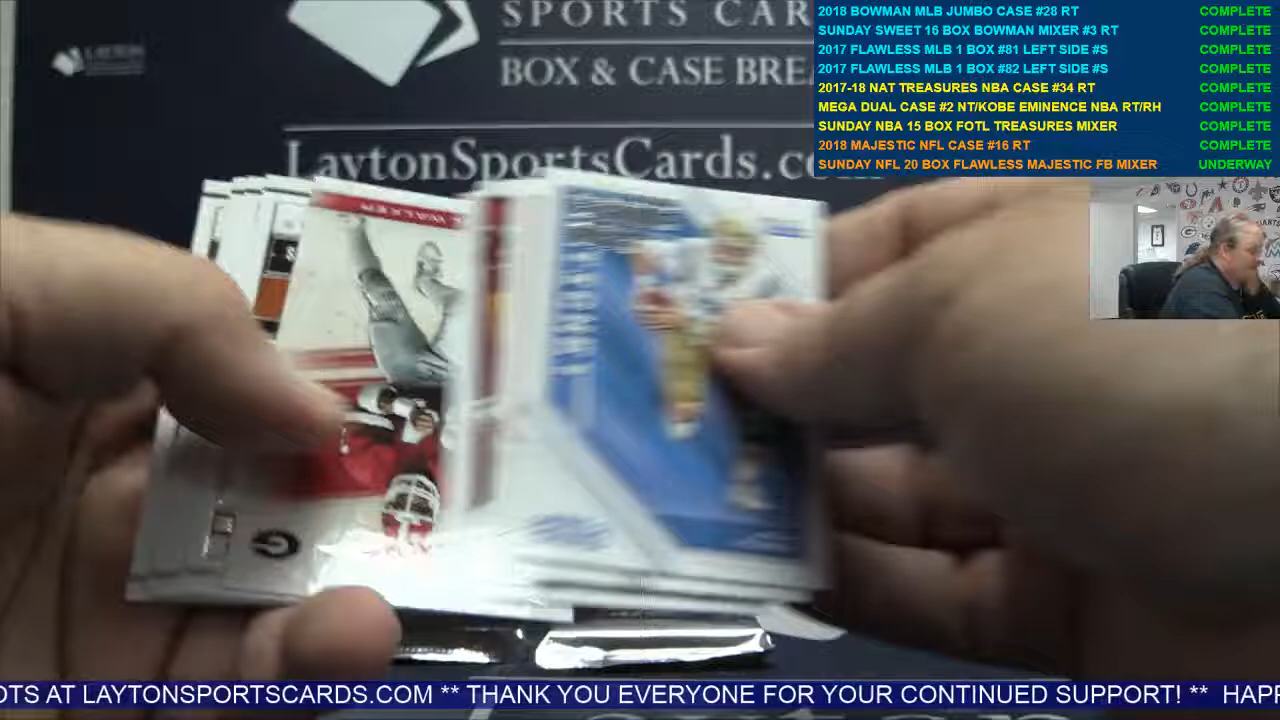 SPORTS CAR
BOX & CASE BREA
LaytonSportsCards.co
LAYTON
2018 BOWMAN MLB JUMBO CASE #28 RT COMPLETE
SUNDAY SWEET 16 BOX BOWMAN MIXER #3 RT COMPLETE
2017 FLAWLESS MLB 1 BOX #81 LEFT SIDE #S COMPLETE
2017 FLAWLESS MLB 1 BOX #82 LEFT SIDE #S COMPLETE
2017-18 NAT TREASURES NBA CASE #34 RT COMPLETE
MEGA DUAL CASE #2 NT/KOBE EMINENCE NBA RT/RH COMPLETE
SUNDAY NBA 15 BOX FOTL TREASURES MIXER COMPLETE
2018 MAJESTIC NFL CASE #16 RT COMPLETE
SUNDAY NFL 20 BOX FLAWLESS MAJESTIC FB MIXER UNDERWAY
OTS AT LAYTONSPORTSCARDS.COM ** THANK YOU EVERYONE FOR YOUR CONTINUED SUPPORT! ** HAPP